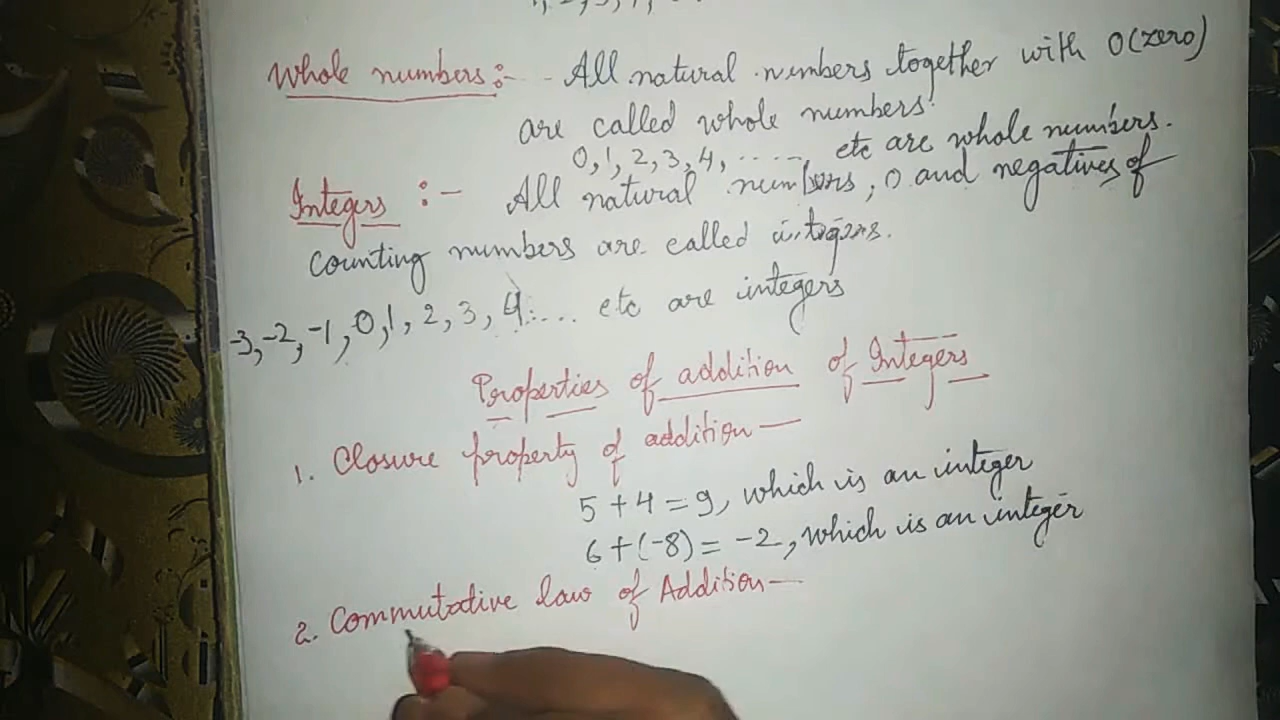 Whole numbers:- - All natural numbers together with 0(zero)
are called whole numbers.
0, 1, 2, 3, 4, ....., etc are whole numbers.
Integers :- All natural numbers, 0 and negatives of
counting numbers are called integers.
-3, -2, -1, 0, 1, 2, 3, 4.... etc are integers
Properties of addition of Integers
1. Closure property of addition —
5 + 4 = 9, which is an integer
6 + (-8) = -2, which is an integer
2. Commutative law of Addition —